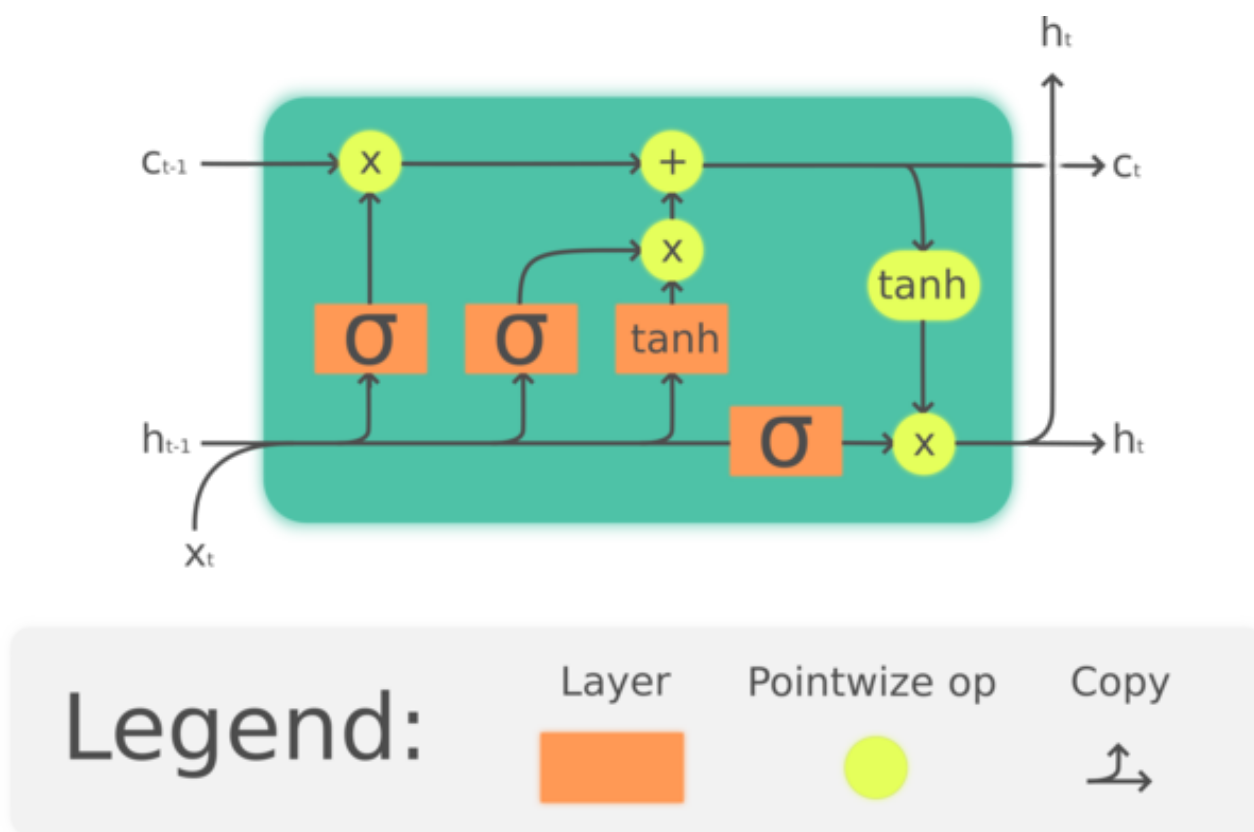 hₜ
cₜ₋₁ x + cₜ
x
tanh
σ σ tanh
hₜ₋₁ σ x hₜ
xₜ
Layer Pointwize op Copy
Legend: